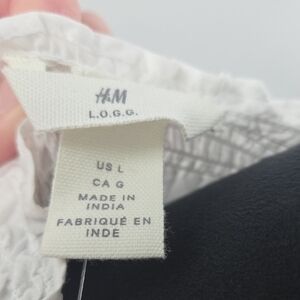 H&M
L.O.G.G.
US L
CA G
MADE IN
INDIA
FABRIQUÉ EN
INDE